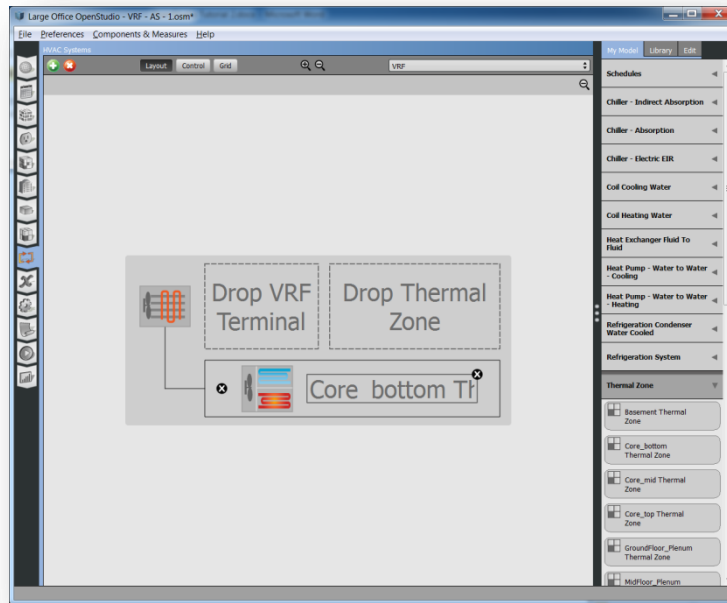 Large Office OpenStudio - VRF - AS - 1.osm*
File Preferences Components & Measures Help
HVAC Systems
Layout Control Grid
VRF
My Model Library Edit
Schedules
Chiller - Indirect Absorption
Chiller - Absorption
Chiller - Electric EIR
Coil Cooling Water
Coil Heating Water
Heat Exchanger Fluid To
Fluid
Heat Pump - Water to Water
- Cooling
Heat Pump - Water to Water
- Heating
Refrigeration Condenser
Water Cooled
Refrigeration System
Thermal Zone
Basement Thermal
Zone
Core_bottom
Thermal Zone
Core_mid Thermal
Zone
Core_top Thermal
Zone
GroundFloor_Plenum
Thermal Zone
MidFloor_Plenum
Drop VRF
Terminal
Drop Thermal
Zone
Core_bottom Th